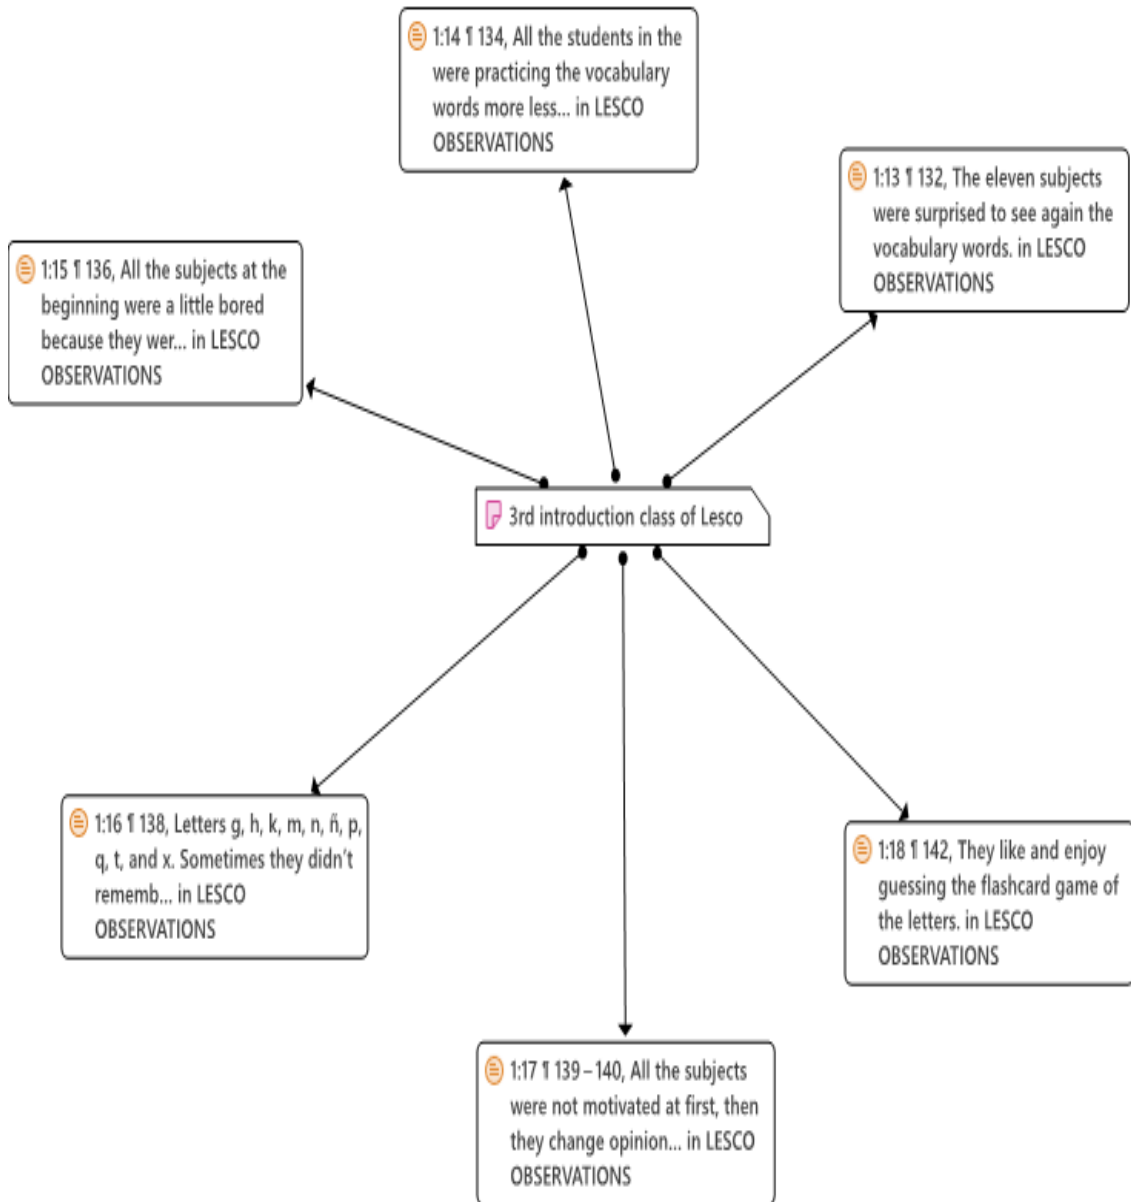 1:14 ¶ 134, All the students in the
were practicing the vocabulary
words more less... in LESCO
OBSERVATIONS
1:13 ¶ 132, The eleven subjects
were surprised to see again the
vocabulary words. in LESCO
OBSERVATIONS
1:15 ¶ 136, All the subjects at the
beginning were a little bored
because they wer... in LESCO
OBSERVATIONS
3rd introduction class of Lesco
1:16 ¶ 138, Letters g, h, k, m, n, ñ, p,
q, t, and x. Sometimes they didn´t
rememb... in LESCO
OBSERVATIONS
1:18 ¶ 142, They like and enjoy
guessing the flashcard game of
the letters. in LESCO
OBSERVATIONS
1:17 ¶ 139 – 140, All the subjects
were not motivated at first, then
they change opinion... in LESCO
OBSERVATIONS